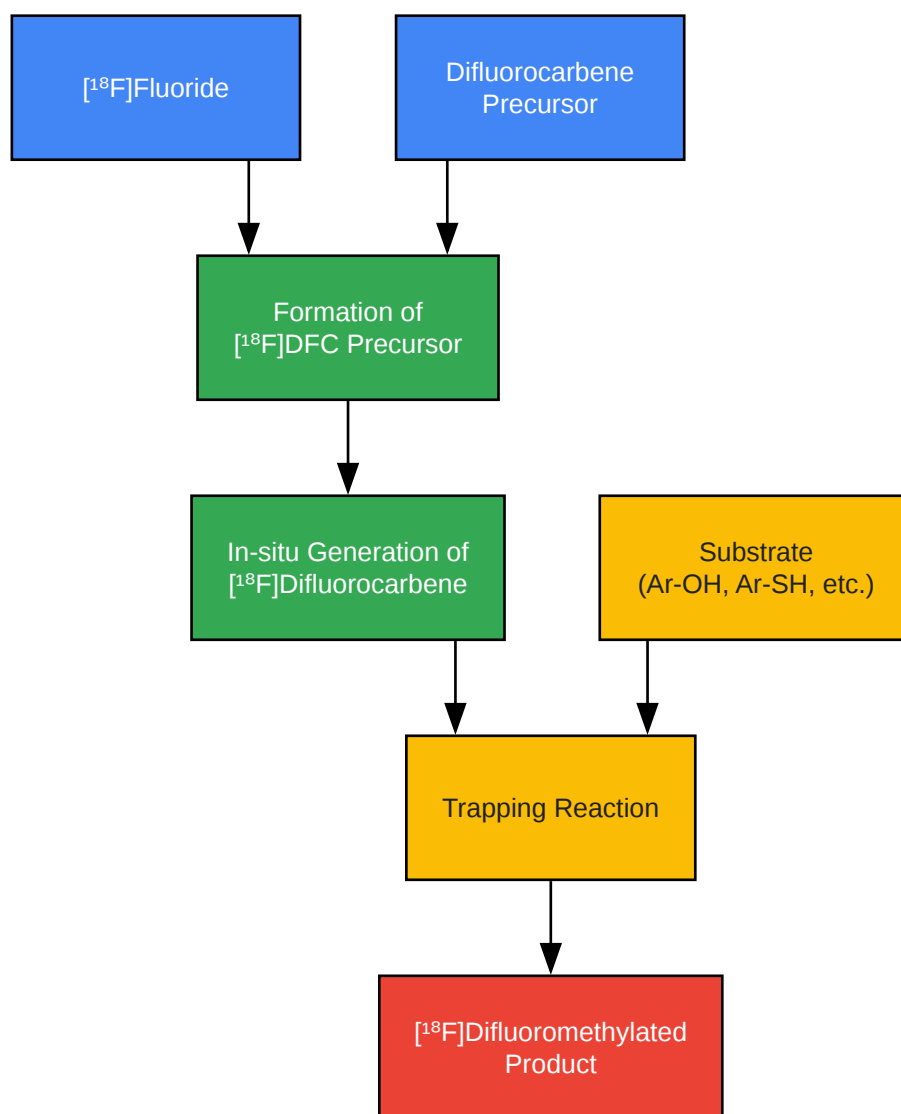 [¹⁸F]Fluoride
Difluorocarbene
Precursor
Formation of
[¹⁸F]DFC Precursor
In-situ Generation of
[¹⁸F]Difluorocarbene
Substrate
(Ar-OH, Ar-SH, etc.)
Trapping Reaction
[¹⁸F]Difluoromethylated
Product